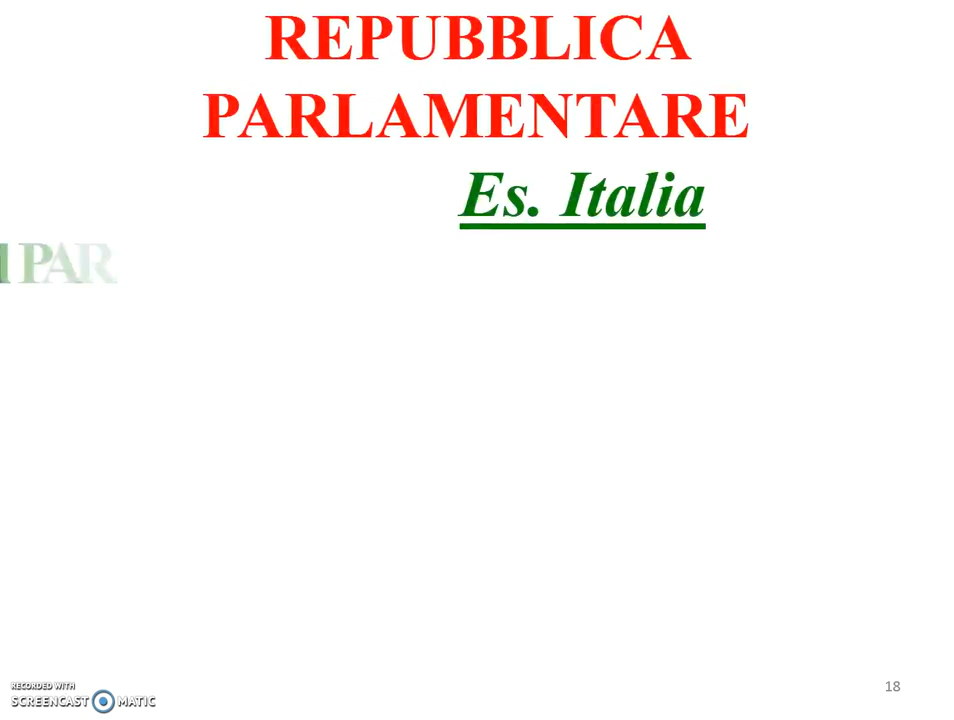 REPUBBLICA
PARLAMENTARE
Es. Italia
PAR
RECORDED WITH
SCREENCAST MATIC
18